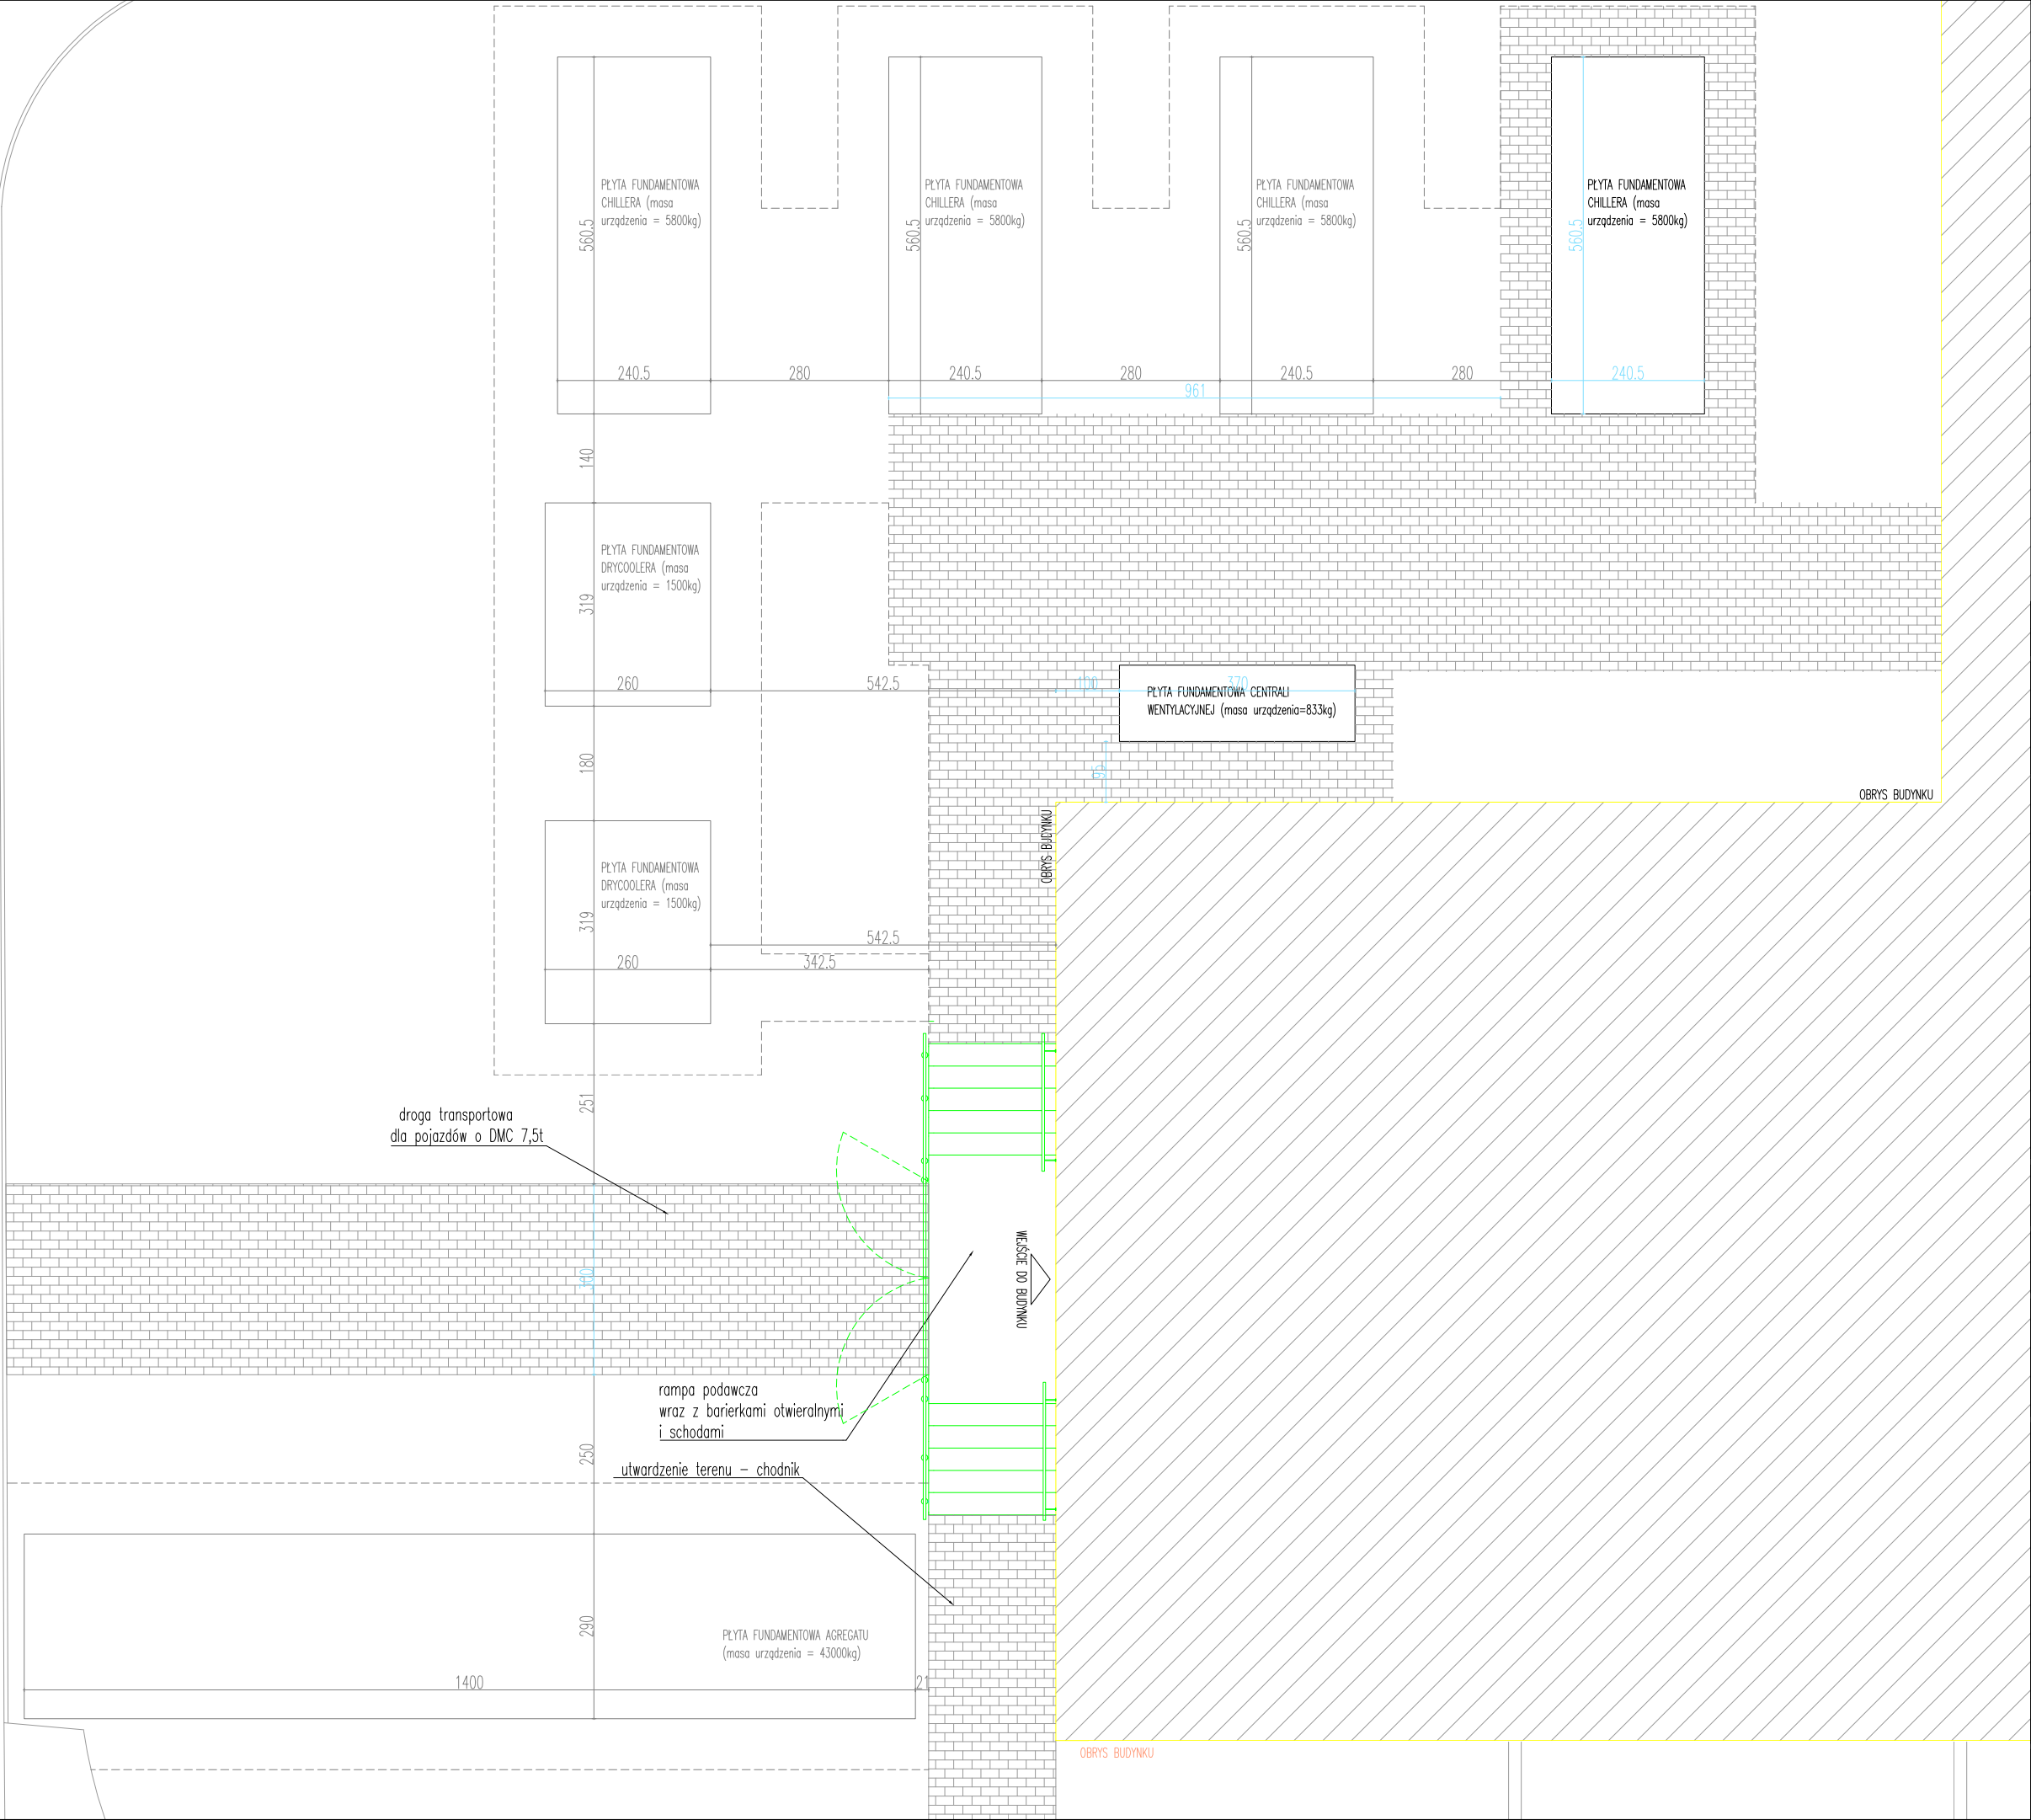 PŁYTA FUNDAMENTOWA
CHILLERA (masa
urządzenia = 5800kg)
560.5
PŁYTA FUNDAMENTOWA
CHILLERA (masa
urządzenia = 5800kg)
560.5
PŁYTA FUNDAMENTOWA
CHILLERA (masa
urządzenia = 5800kg)
560.5
PŁYTA FUNDAMENTOWA
CHILLERA (masa
urządzenia = 5800kg)
560.5
240.5
280
240.5
280
240.5
280
240.5
961
140
PŁYTA FUNDAMENTOWA
DRYCOOLERA (masa
urządzenia = 1500kg)
319
260
542.5
100
370
PŁYTA FUNDAMENTOWA CENTRALI
WENTYLACYJNEJ (masa urządzenia=833kg)
95
180
OBRYS BUDYNKU
OBRYS BUDYNKU
PŁYTA FUNDAMENTOWA
DRYCOOLERA (masa
urządzenia = 1500kg)
319
542.5
260
342.5
251
droga transportowa
dla pojazdów o DMC 7,5t
300
WEJŚCIE DO BUDYNKU
rampa podawcza
wraz z barierkami otwieralnymi
i schodami
250
utwardzenie terenu – chodnik
290
PŁYTA FUNDAMENTOWA AGREGATU
(masa urządzenia = 43000kg)
1400
21
OBRYS BUDYNKU